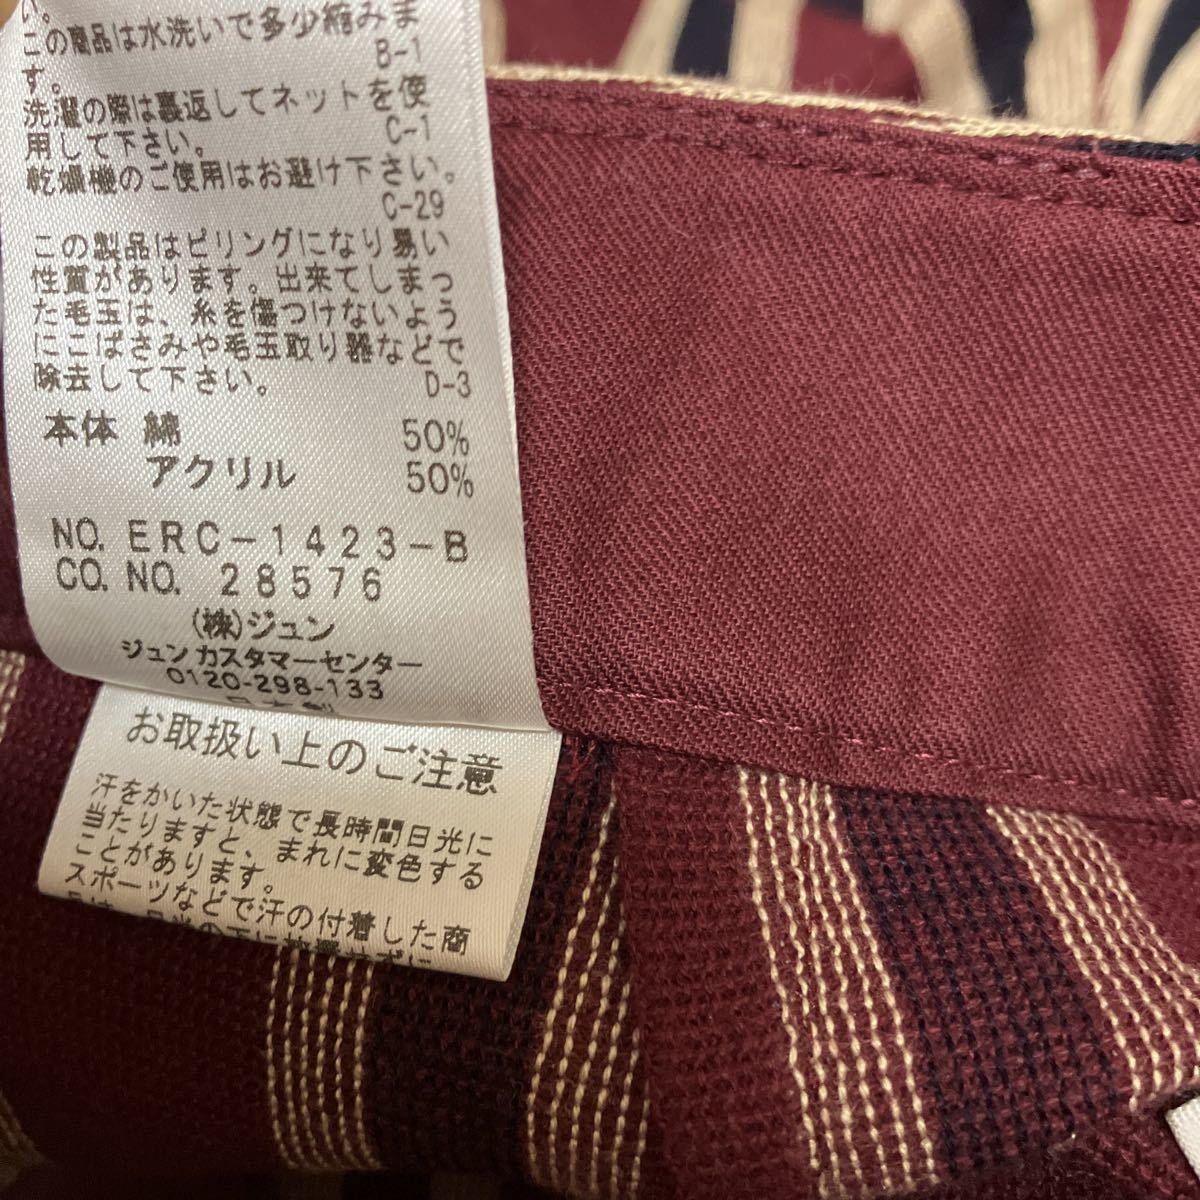 い。
この商品は水洗いで多少縮みま
す。 B-1
洗濯の際は裏返してネットを使
用して下さい。 C-1
乾燥機のご使用はお避け下さい。
C-29
この製品はピリングになり易い
性質があります。出来てしまっ
た毛玉は、糸を傷つけないよう
にこばさみや毛玉取り器などで
除去して下さい。 D-3
本体 綿 50%
アクリル 50%
NO. ERC-1423-B
CO. NO. 28576
(株)ジュン
ジュンカスタマーセンター
0120-298-133
お取扱い上のご注意
汗をかいた状態で長時間日光に
当たりますと、まれに変色する
ことがあります。
スポーツなどで汗の付着した商